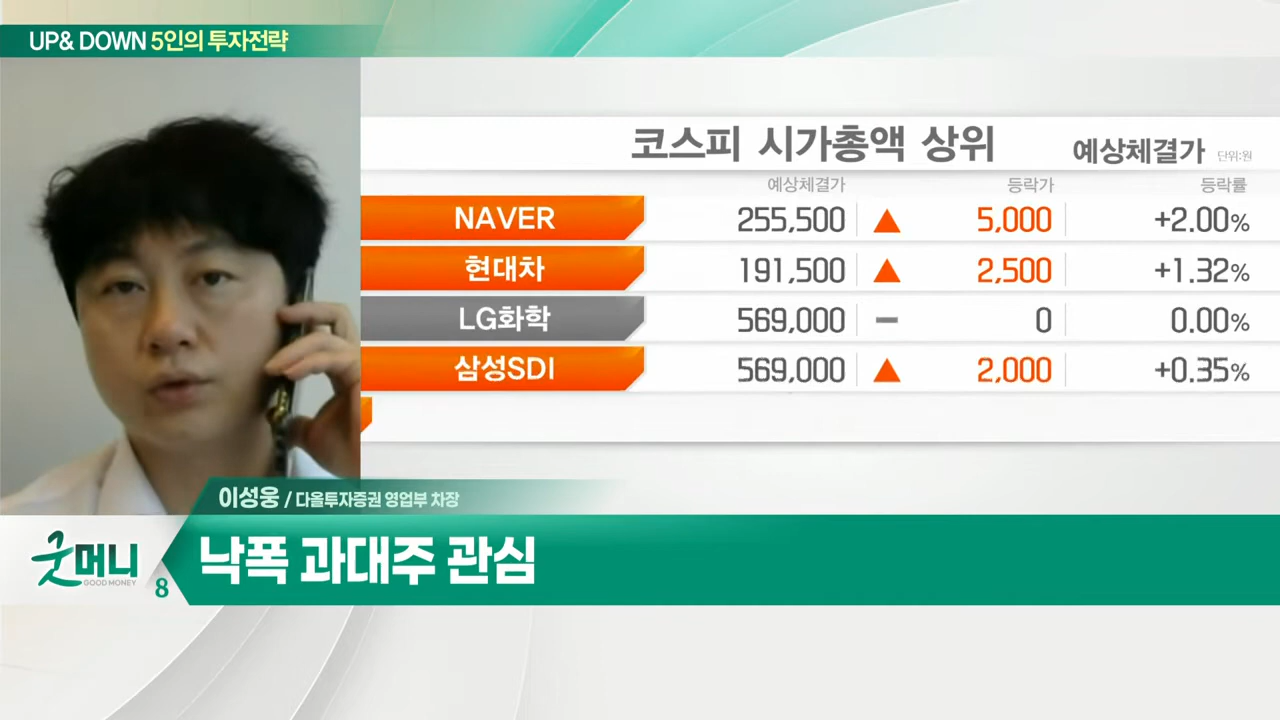 UP& DOWN 5인의 투자전략
코스피 시가총액 상위 예상체결가 단위:원
예상체결가 등락가 등락률
NAVER 255,500 ▲ 5,000 +2.00%
현대차 191,500 ▲ 2,500 +1.32%
LG화학 569,000 – 0 0.00%
삼성SDI 569,000 ▲ 2,000 +0.35%
이성웅 / 다올투자증권 영업부 차장
굿머니 GOOD MONEY 8
낙폭 과대주 관심